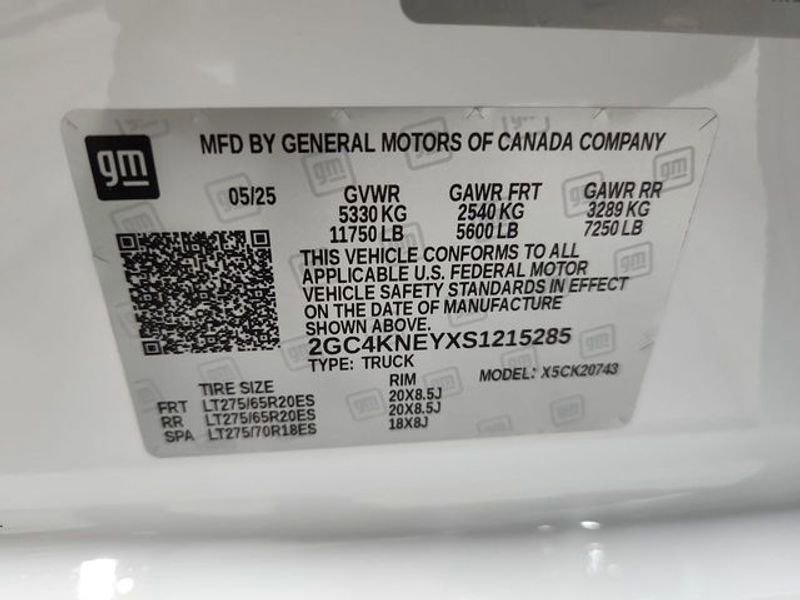 gm
MFD BY GENERAL MOTORS OF CANADA COMPANY
05/25 GVWR GAWR FRT GAWR RR
5330 KG 2540 KG 3289 KG
11750 LB 5600 LB 7250 LB
THIS VEHICLE CONFORMS TO ALL
APPLICABLE U.S. FEDERAL MOTOR
VEHICLE SAFETY STANDARDS IN EFFECT
ON THE DATE OF MANUFACTURE
SHOWN ABOVE.
2GC4KNEYXS1215285
TYPE: TRUCK MODEL: X5CK20743
TIRE SIZE RIM
FRT LT275/65R20ES 20X8.5J
RR LT275/65R20ES 20X8.5J
SPA LT275/70R18ES 18X8J